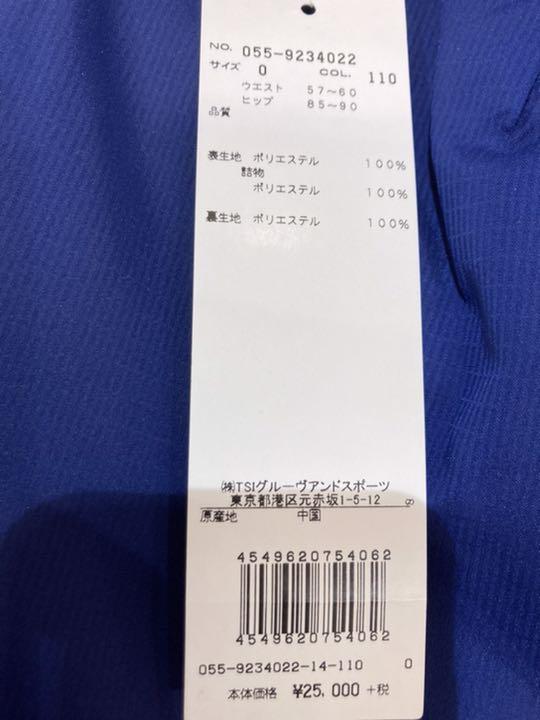 NO. 055-9234022
サイズ 0 COL. 110
ウエスト 57～60
ヒップ 85～90
品質
表生地 ポリエステル 100%
詰物
ポリエステル 100%
裏生地 ポリエステル 100%
㈱TSIグルーヴアンドスポーツ
東京都港区元赤坂1-5-12 8
原産地 中国
4549620754062
4549620754062
055-9234022-14-110 0
本体価格 ¥25,000 +税